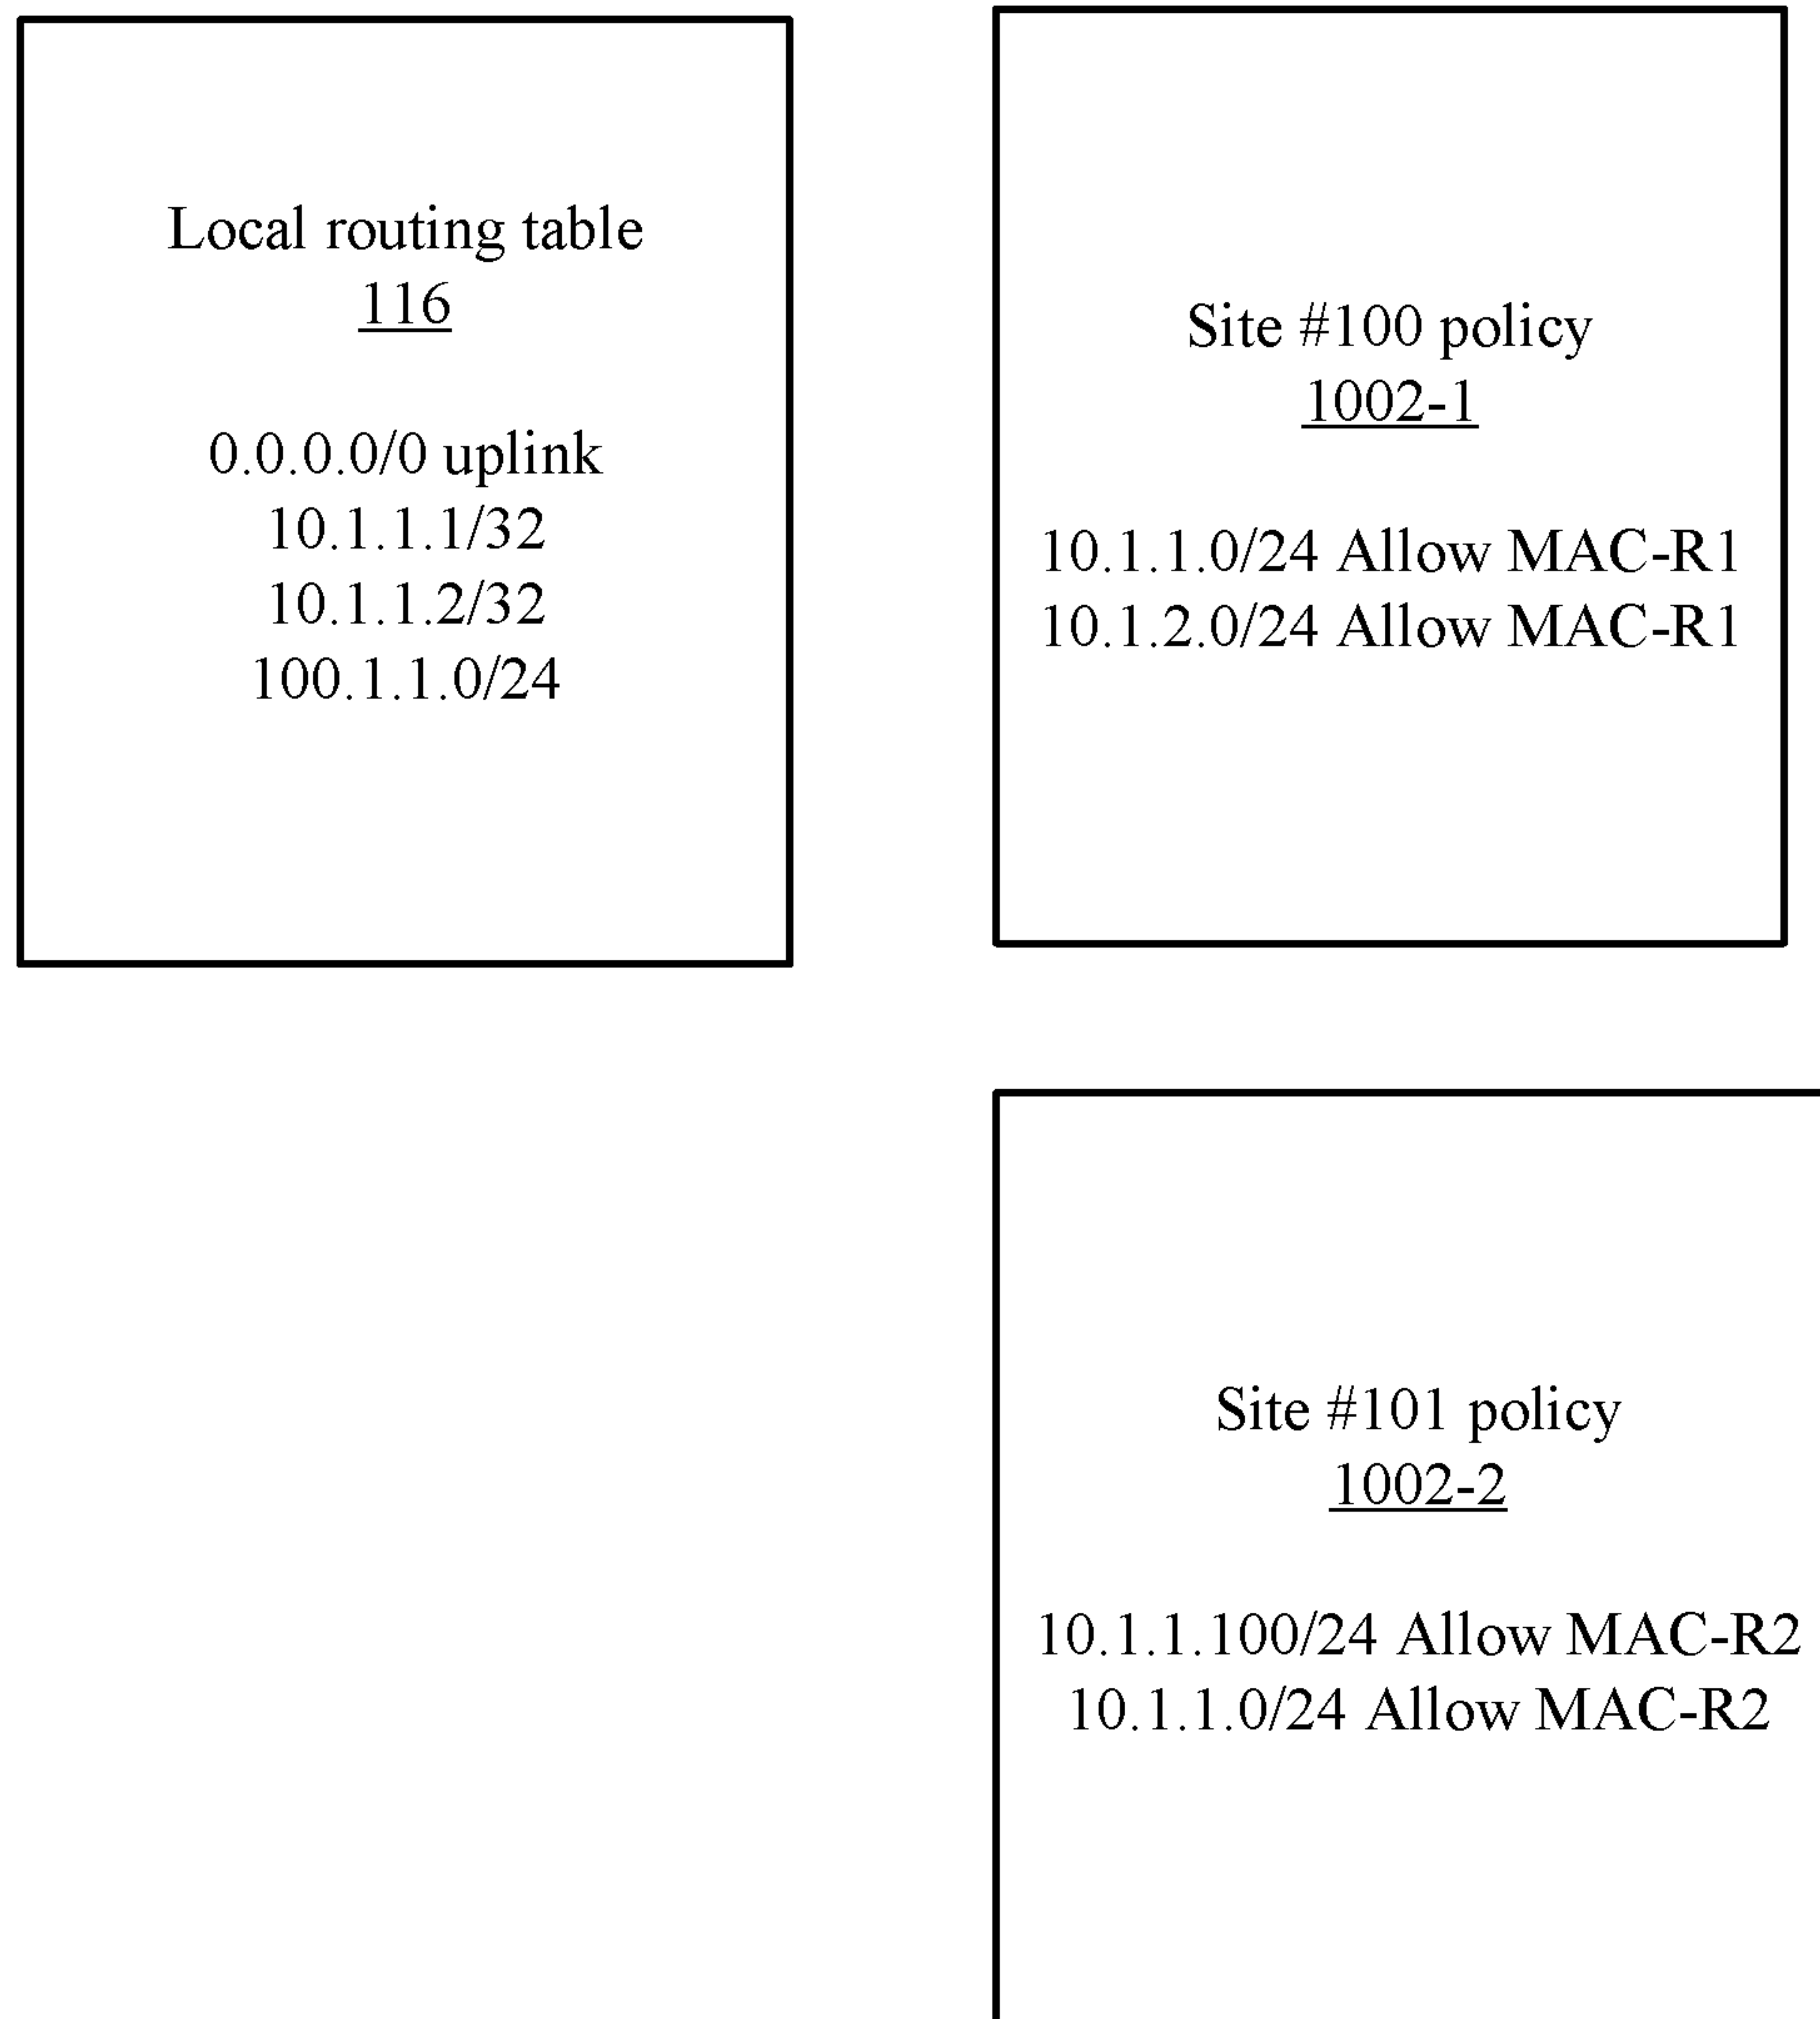 Local routing table
116
0.0.0.0/0 uplink
10.1.1.1/32
10.1.1.2/32
100.1.1.0/24
Site #100 policy
1002-1
10.1.1.0/24 Allow MAC-R1
10.1.2.0/24 Allow MAC-R1
Site #101 policy
1002-2
10.1.1.100/24 Allow MAC-R2
10.1.1.0/24 Allow MAC-R2